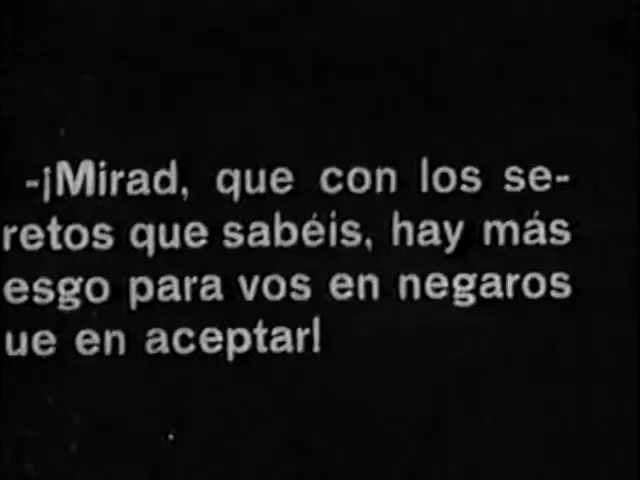 -¡Mirad, que con los se-
retos que sabéis, hay más
esgo para vos en negaros
ue en aceptar!